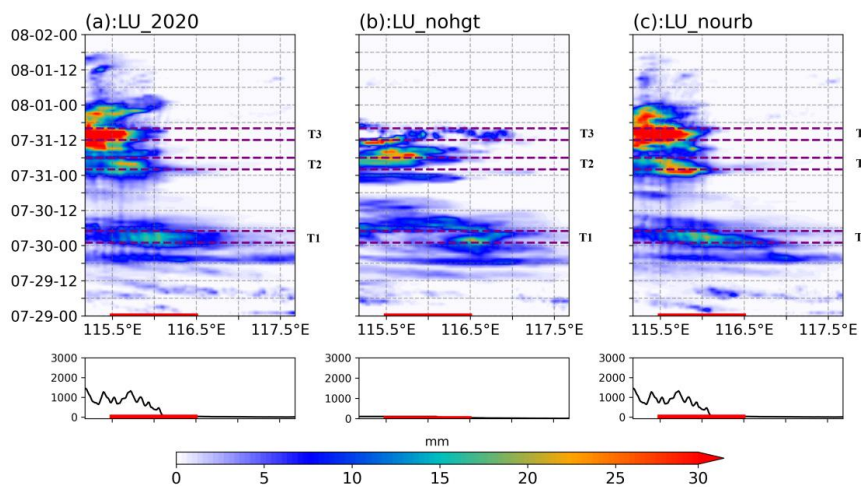 (a):LU_2020 (b):LU_nohgt (c):LU_nourb
08-02-00
08-01-12
08-01-00
T3 T3 T
07-31-12
T2 T2 T
07-31-00
07-30-12
T1 T1 T
07-30-00
07-29-12
07-29-00
115.5°E 116.5°E 117.5°E 115.5°E 116.5°E 117.5°E 115.5°E 116.5°E 117.5°E
3000 3000 3000
2000 2000 2000
1000 1000 1000
0 0 0
mm
0 5 10 15 20 25 30